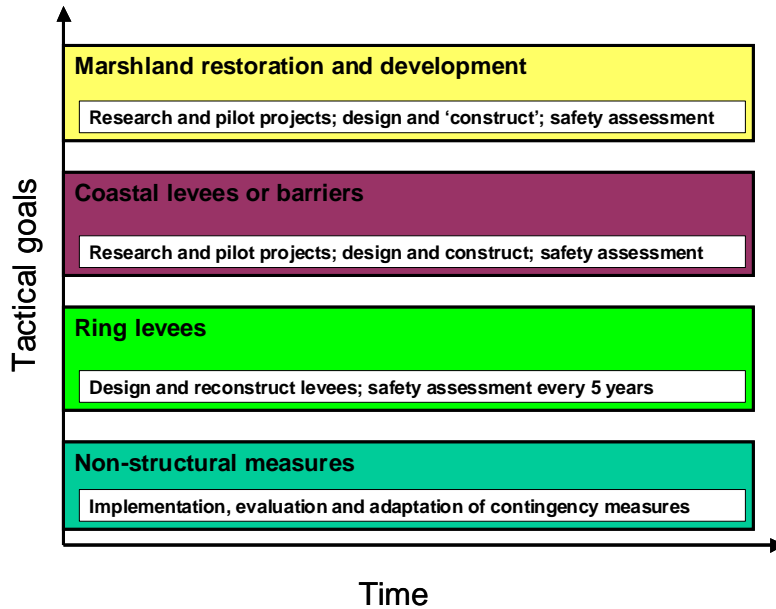 Marshland restoration and development
Research and pilot projects; design and ‘construct’; safety assessment
Coastal levees or barriers
Research and pilot projects; design and construct; safety assessment
Ring levees
Design and reconstruct levees; safety assessment every 5 years
Non-structural measures
Implementation, evaluation and adaptation of contingency measures
Tactical goals
Time